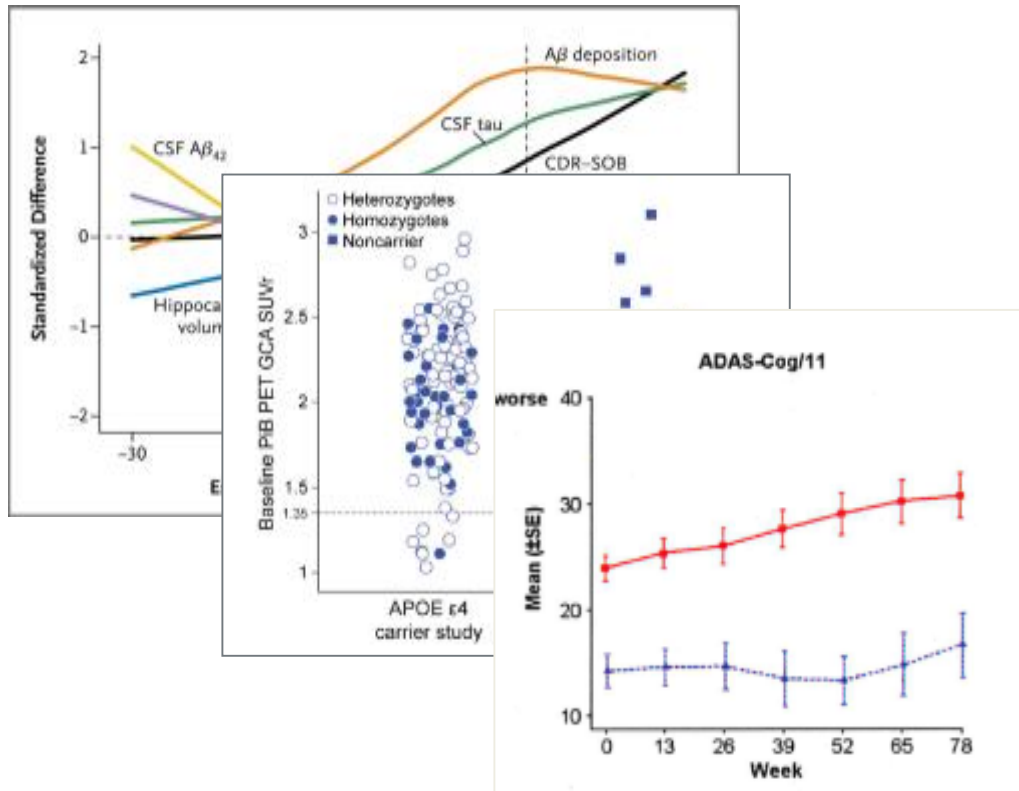 2
1
0
−1
−2
Standardized Difference
−30
E
CSF Aβ42
Aβ deposition
CSF tau
CDR–SOB
Heterozygotes
Homozygotes
Noncarrier
3
2.5
2
1.5
1.35
1
Baseline PiB PET GCA SUVr
APOE ε4
carrier study
ADAS-Cog/11
worse
40
30
20
10
Mean (±SE)
0 13 26 39 52 65 78
Week